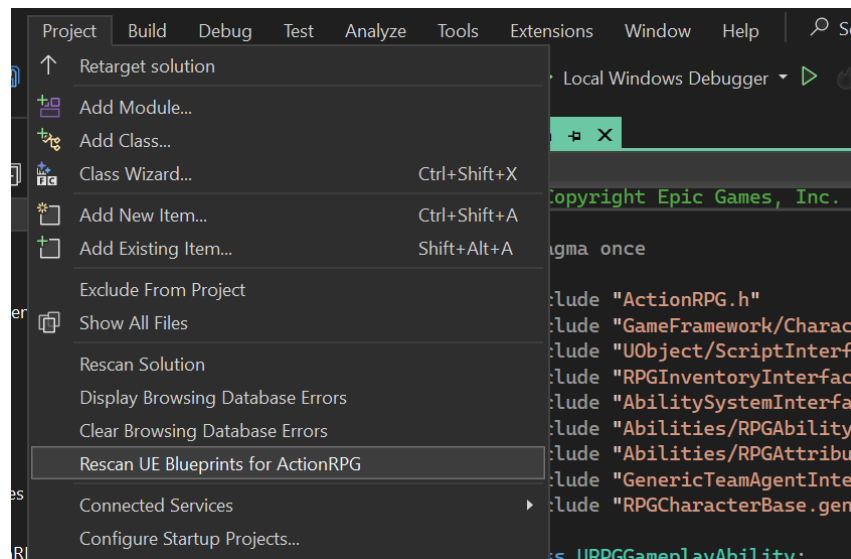 Project Build Debug Test Analyze Tools Extensions Window Help
Retarget solution
Local Windows Debugger
Add Module...
Add Class...
Class Wizard... Ctrl+Shift+X
Add New Item... Ctrl+Shift+A
Add Existing Item... Shift+Alt+A
Exclude From Project
Show All Files
Rescan Solution
Display Browsing Database Errors
Clear Browsing Database Errors
Rescan UE Blueprints for ActionRPG
Connected Services
Configure Startup Projects...
Copyright Epic Games, Inc.
agma once
clude "ActionRPG.h"
clude "GameFramework/Charac
clude "UObject/ScriptInterf
clude "RPGInventoryInterfac
clude "AbilitySystemInterfa
clude "Abilities/RPGAbility
clude "Abilities/RPGAttribu
clude "GenericTeamAgentInte
clude "RPGCharacterBase.gen
ss URPGGameplayAbility;